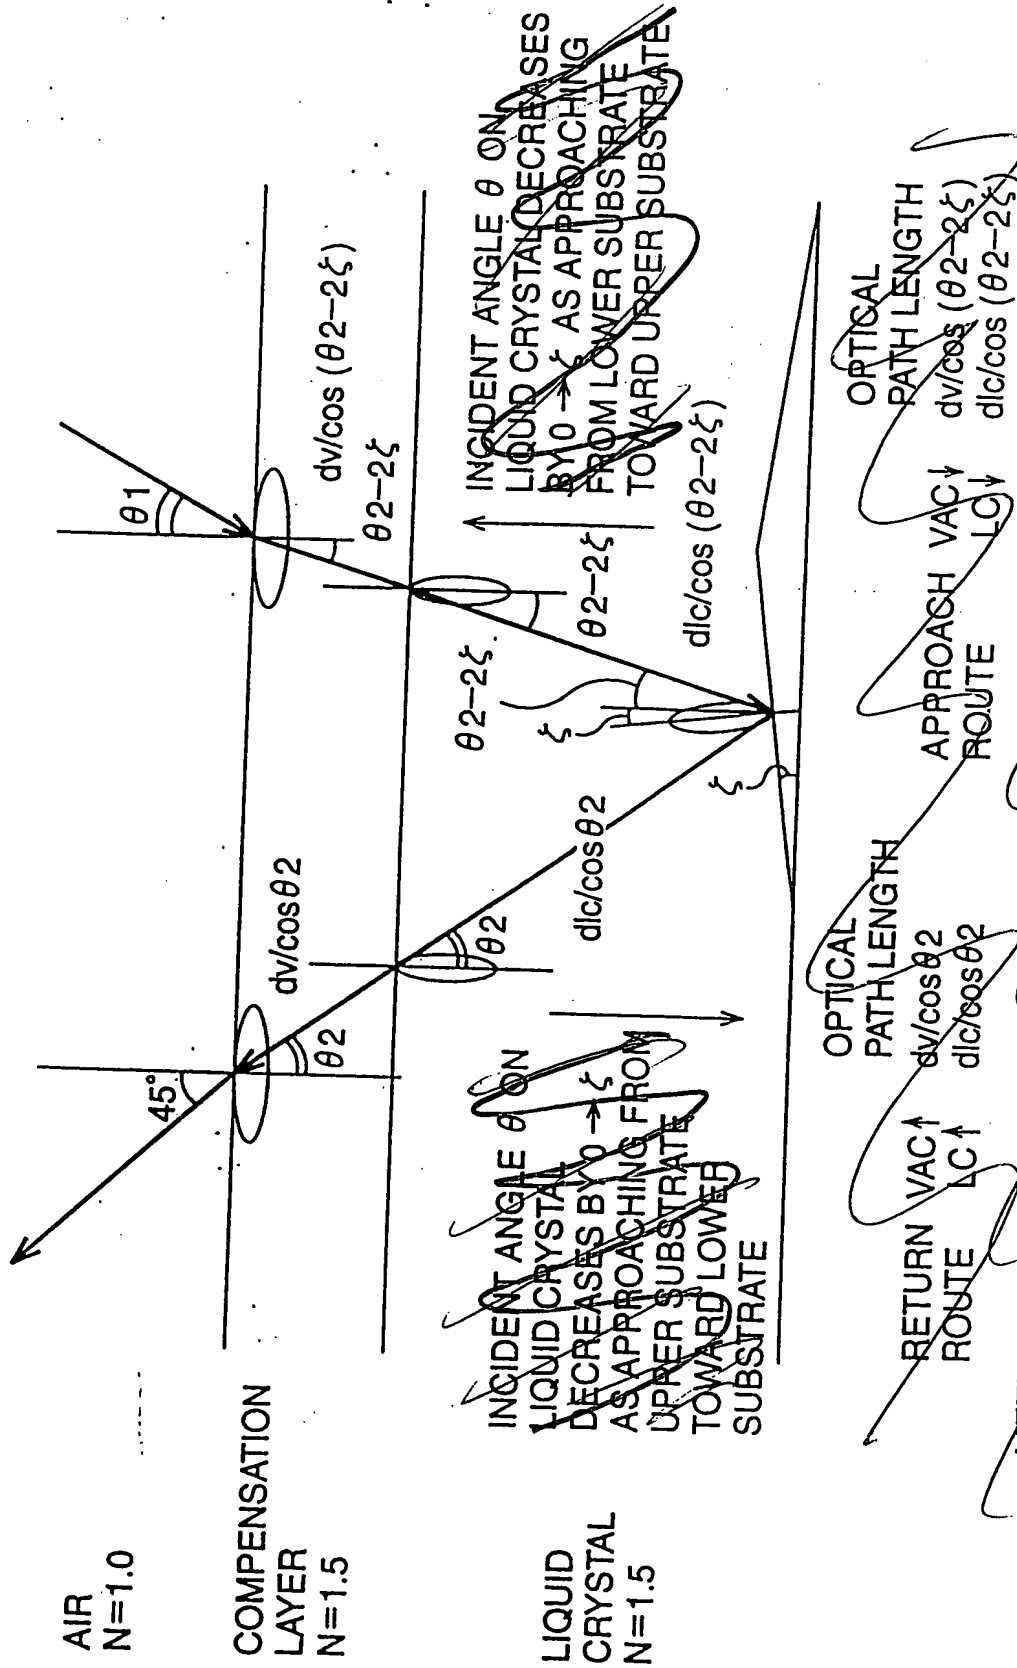 AIR
N=1.0
COMPENSATION
LAYER
N=1.5
LIQUID
CRYSTAL
N=1.5
45°
θ2
dv/cosθ2
θ2
dlc/cosθ2
θ1
dv/cos (θ2−2ζ)
θ2−2ζ
θ2−2ζ
θ2−2ζ
ζ
ζ
dlc/cos (θ2−2ζ)
INCIDENT ANGLE θ ON
LIQUID CRYSTAL
DECREASES BY 0→ζ
AS APPROACHING FROM
UPPER SUBSTRATE
TOWARD LOWER
SUBSTRATE
INCIDENT ANGLE θ ON
LIQUID CRYSTAL DECREASES
BY 0→ζ AS APPROACHING
FROM LOWER SUBSTRATE
TOWARD UPPER SUBSTRATE
OPTICAL
PATH LENGTH
RETURN VAC↑ dv/cosθ2
ROUTE LC↑ dlc/cosθ2
OPTICAL
PATH LENGTH
APPROACH VAC↓ dv/cos (θ2−2ζ)
ROUTE LC↓ dlc/cos (θ2−2ζ)